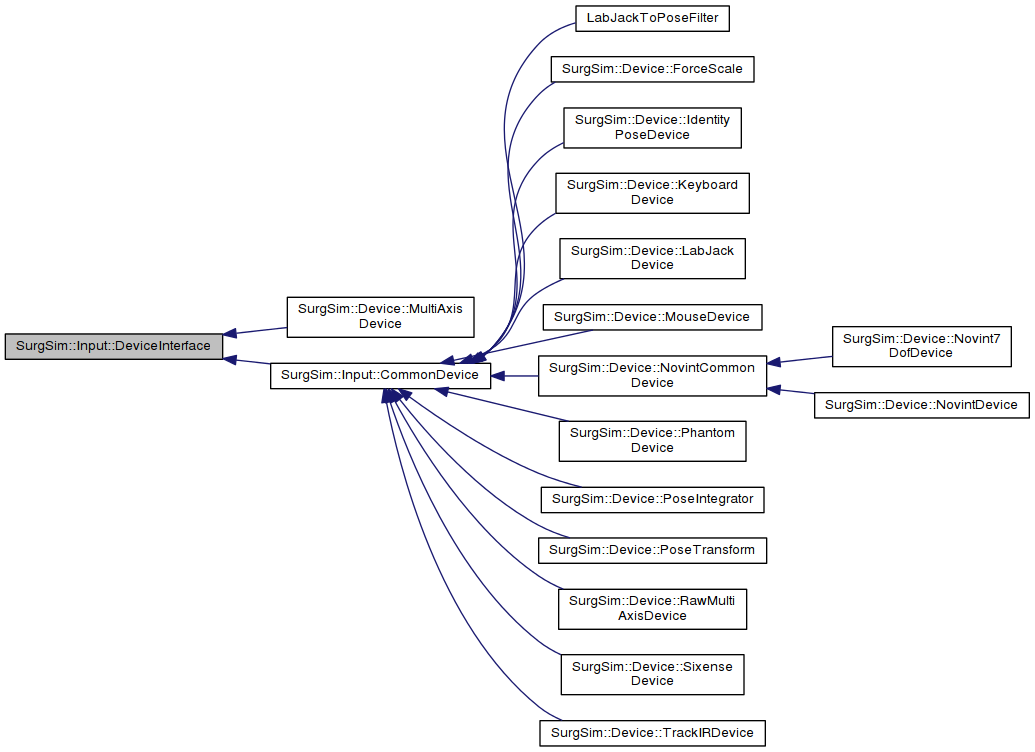 LabJackToPoseFilter
SurgSim::Device::ForceScale
SurgSim::Device::Identity
PoseDevice
SurgSim::Device::Keyboard
Device
SurgSim::Device::LabJack
Device
SurgSim::Device::MultiAxis
Device
SurgSim::Device::MouseDevice
SurgSim::Input::DeviceInterface
SurgSim::Device::Novint7
DofDevice
SurgSim::Input::CommonDevice
SurgSim::Device::NovintCommon
Device
SurgSim::Device::NovintDevice
SurgSim::Device::Phantom
Device
SurgSim::Device::PoseIntegrator
SurgSim::Device::PoseTransform
SurgSim::Device::RawMulti
AxisDevice
SurgSim::Device::Sixense
Device
SurgSim::Device::TrackIRDevice